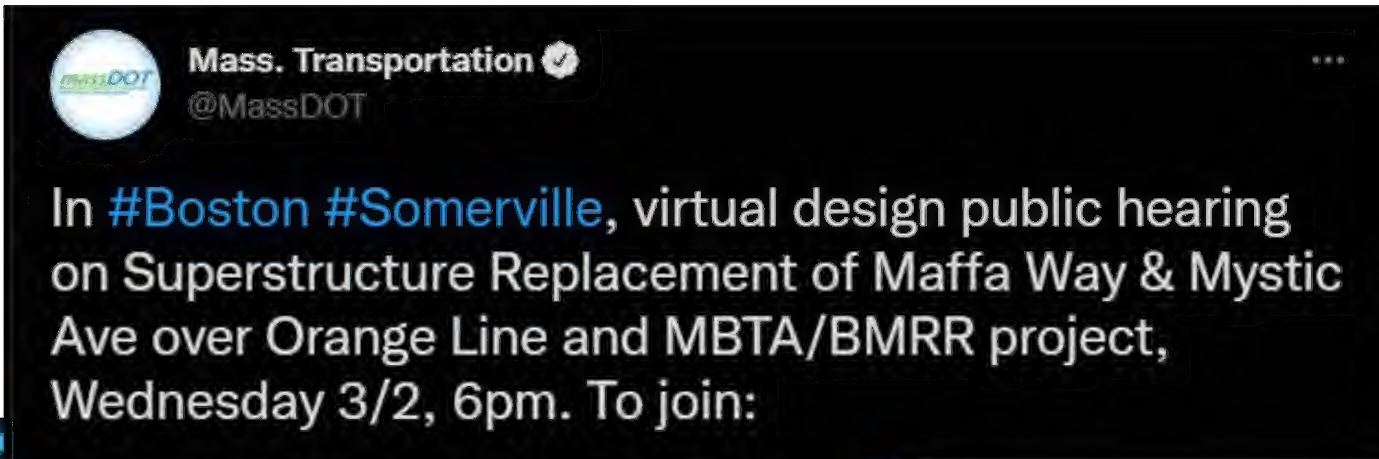 massDOT
Mass. Transportation
@MassDOT
In #Boston #Somerville, virtual design public hearing
on Superstructure Replacement of Maffa Way & Mystic
Ave over Orange Line and MBTA/BMRR project,
Wednesday 3/2, 6pm. To join: